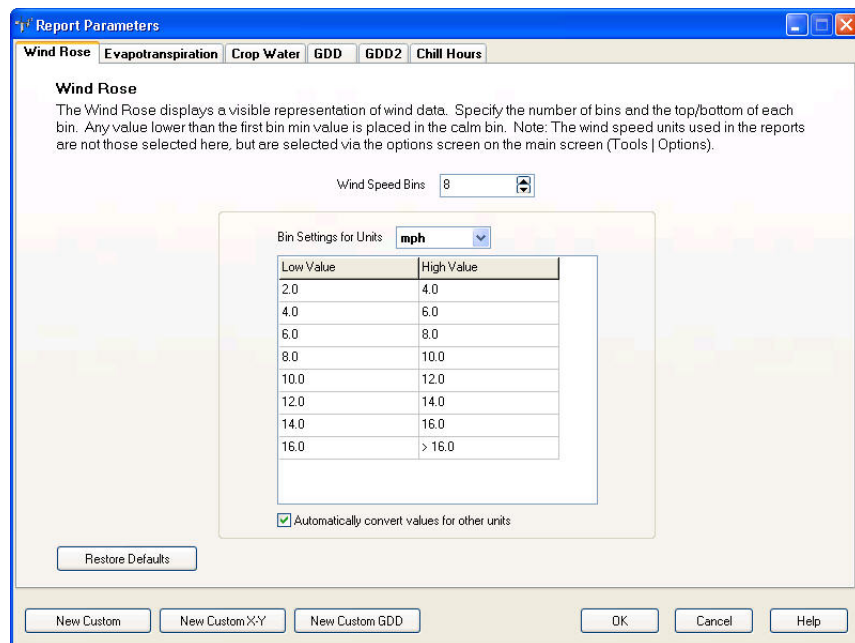 Report Parameters
Wind Rose Evapotranspiration Crop Water GDD GDD2 Chill Hours
Wind Rose
The Wind Rose displays a visible representation of wind data. Specify the number of bins and the top/bottom of each
bin. Any value lower than the first bin min value is placed in the calm bin. Note: The wind speed units used in the reports
are not those selected here, but are selected via the options screen on the main screen (Tools | Options).
Wind Speed Bins 8
Bin Settings for Units mph
Low Value High Value
2.0 4.0
4.0 6.0
6.0 8.0
8.0 10.0
10.0 12.0
12.0 14.0
14.0 16.0
16.0 > 16.0
Automatically convert values for other units
Restore Defaults
New Custom New Custom X-Y New Custom GDD OK Cancel Help